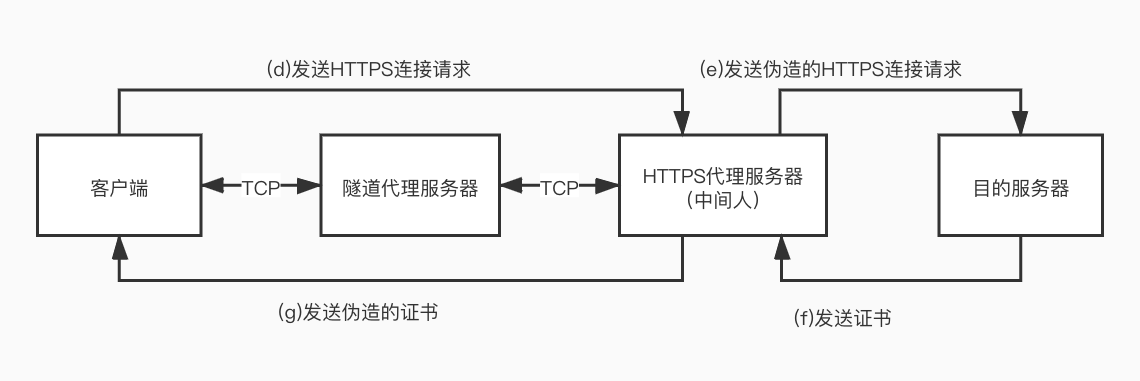 (d)发送HTTPS连接请求
(e)发送伪造的HTTPS连接请求
客户端
TCP
隧道代理服务器
TCP
HTTPS代理服务器
(中间人)
目的服务器
(g)发送伪造的证书
(f)发送证书